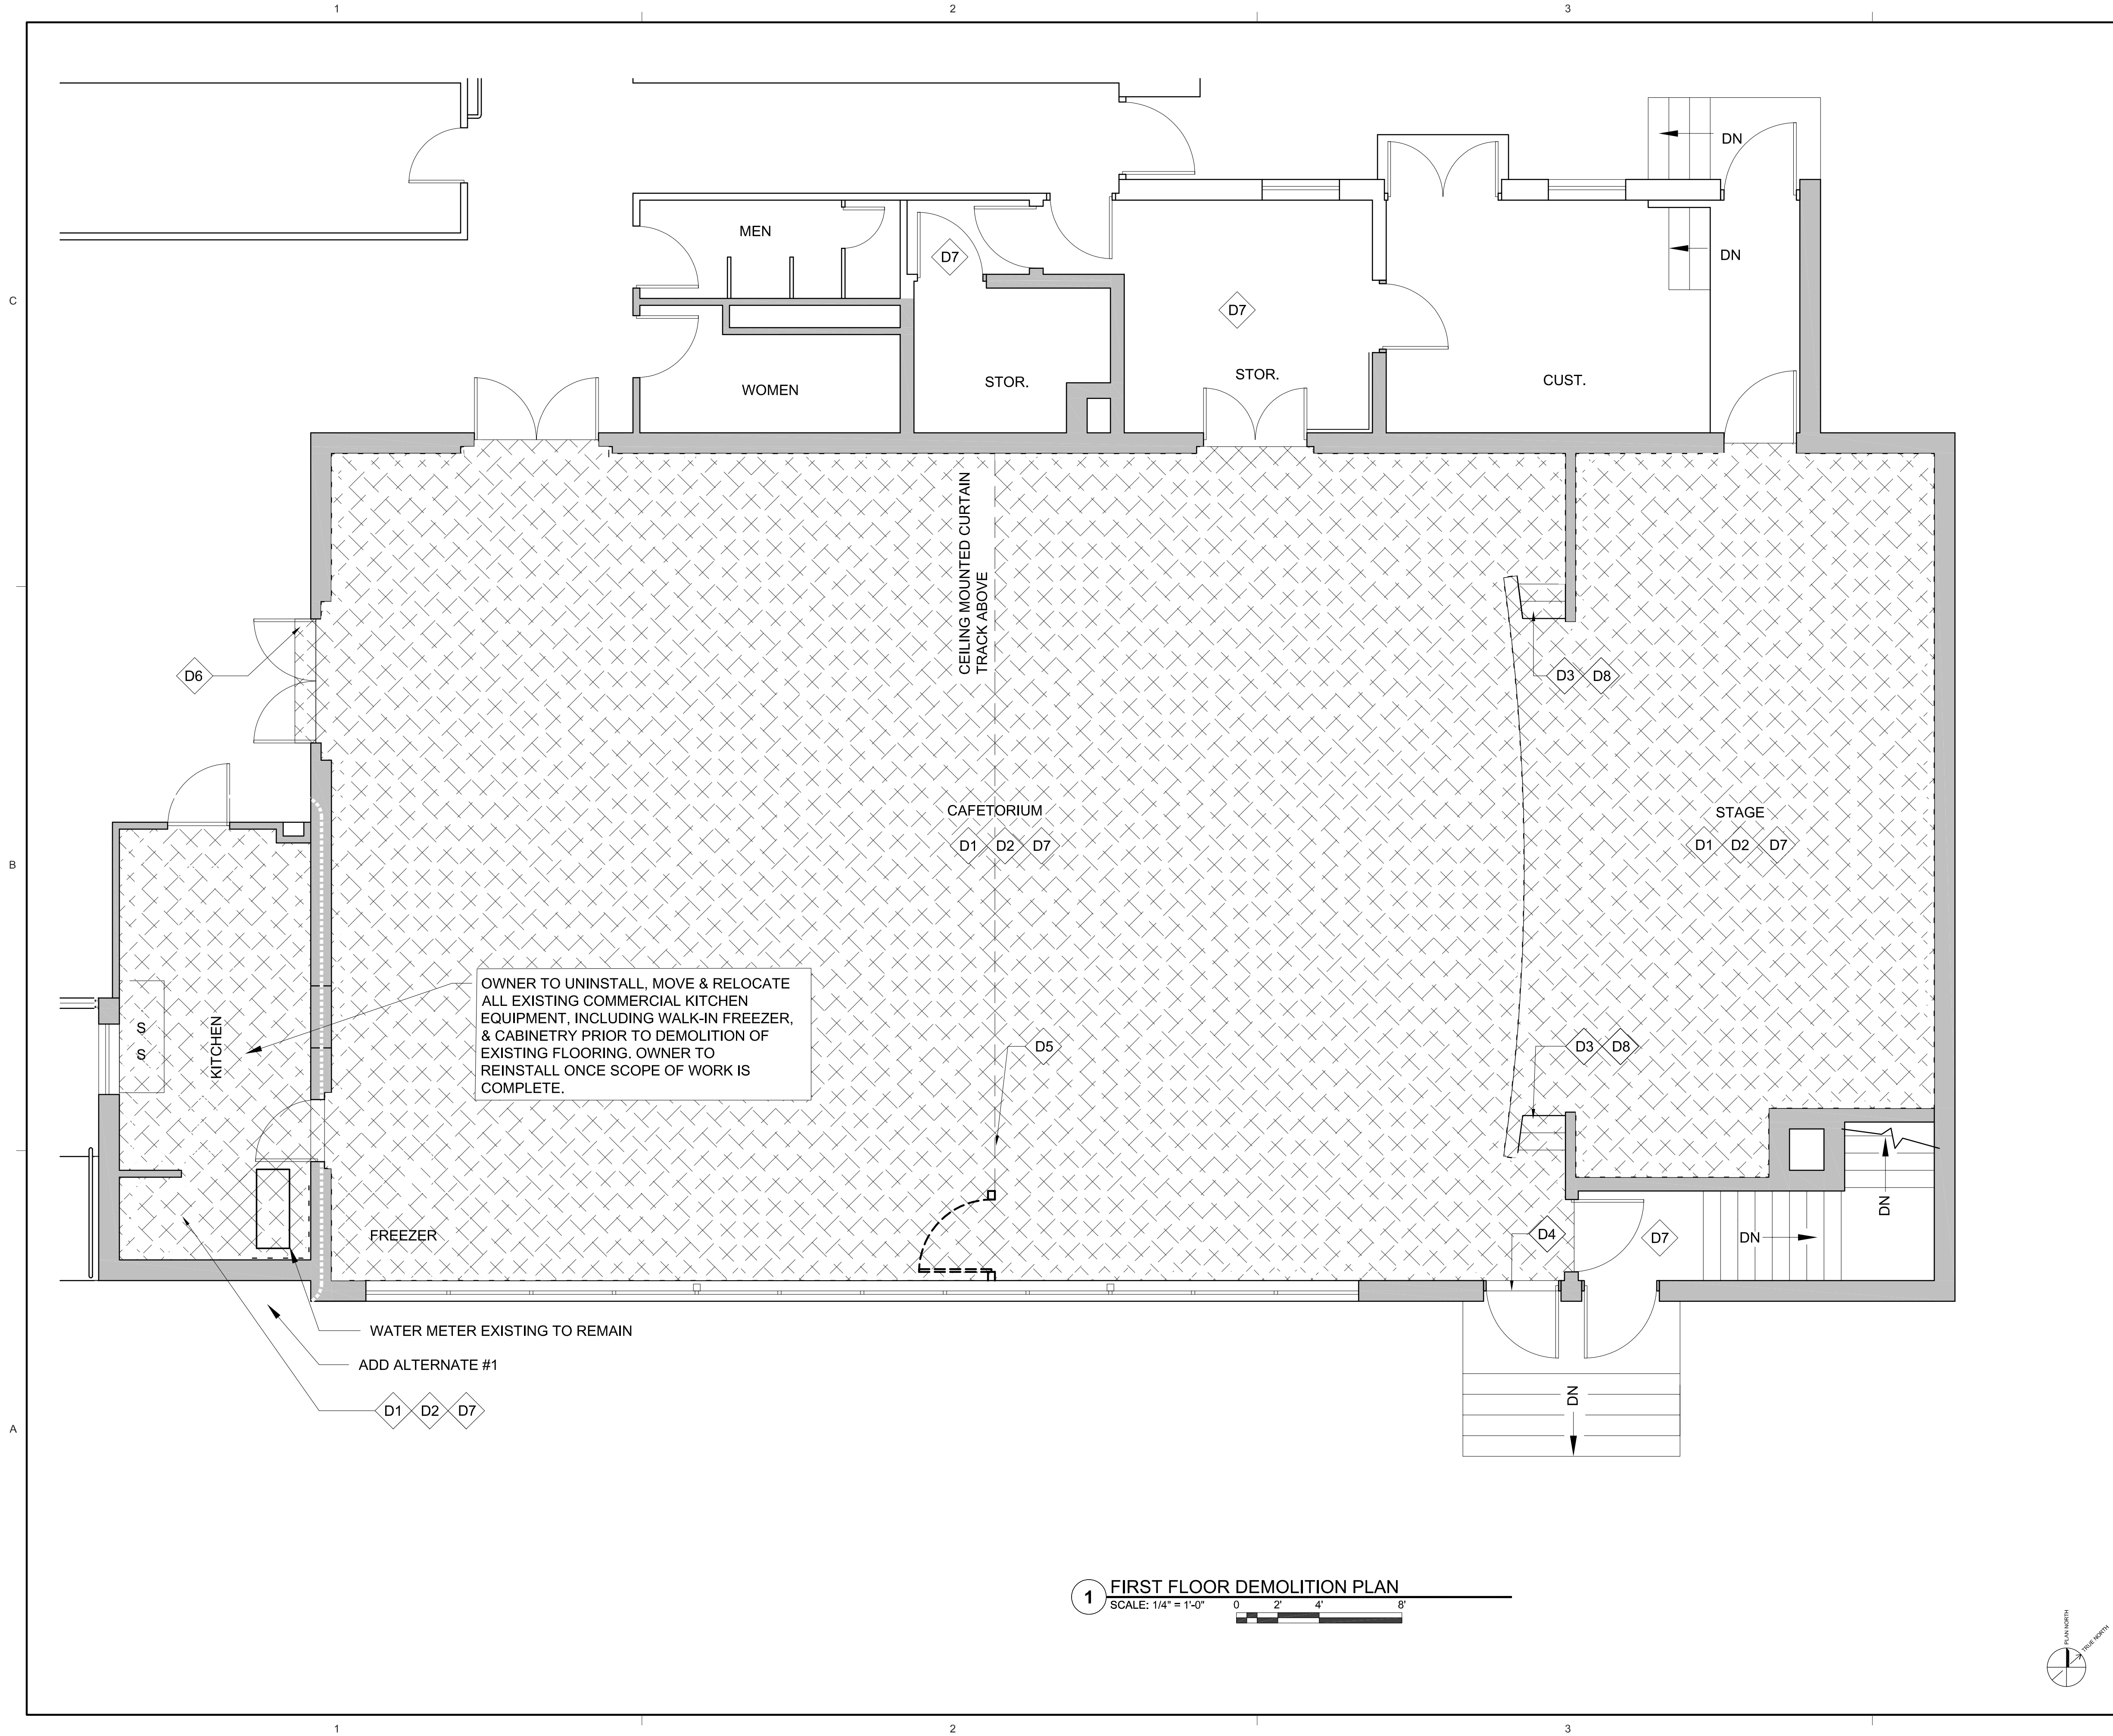 1
2
3
DN
MEN
D7
DN
C
D7
STOR.
CUST.
STOR.
WOMEN
CEILING MOUNTED CURTAIN
TRACK ABOVE
D6
D3
D8
CAFETORIUM
D1
D2
D7
STAGE
D1
D2
D7
B
OWNER TO UNINSTALL, MOVE & RELOCATE
ALL EXISTING COMMERCIAL KITCHEN
EQUIPMENT, INCLUDING WALK-IN FREEZER,
& CABINETRY PRIOR TO DEMOLITION OF
EXISTING FLOORING. OWNER TO
REINSTALL ONCE SCOPE OF WORK IS
COMPLETE.
S
S
KITCHEN
D5
D3
D8
DN
FREEZER
D4
D7
DN
WATER METER EXISTING TO REMAIN
ADD ALTERNATE #1
D1
D2
D7
DN
A
1
FIRST FLOOR DEMOLITION PLAN
SCALE: 1/4" = 1'-0"
0 2' 4' 8'
PLAN NORTH
TRUE NORTH
1
2
3